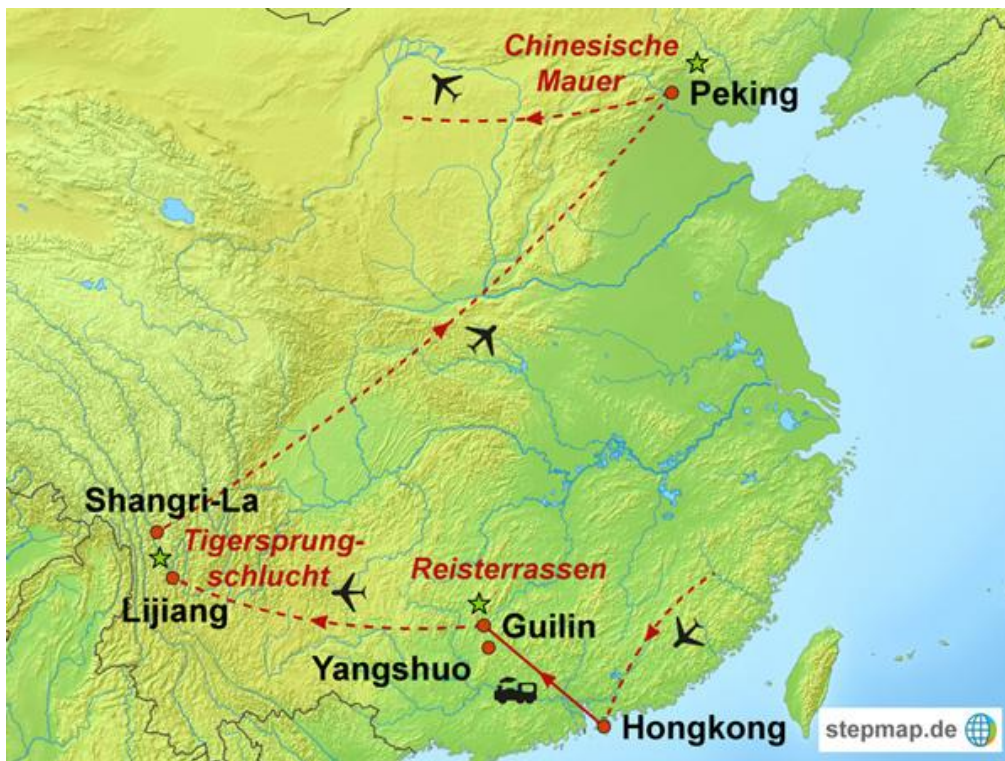 Chinesische
Mauer
Peking
Shangri-La
Tigersprung-
schlucht
Lijiang
Reisterrassen
Guilin
Yangshuo
Hongkong
stepmap.de